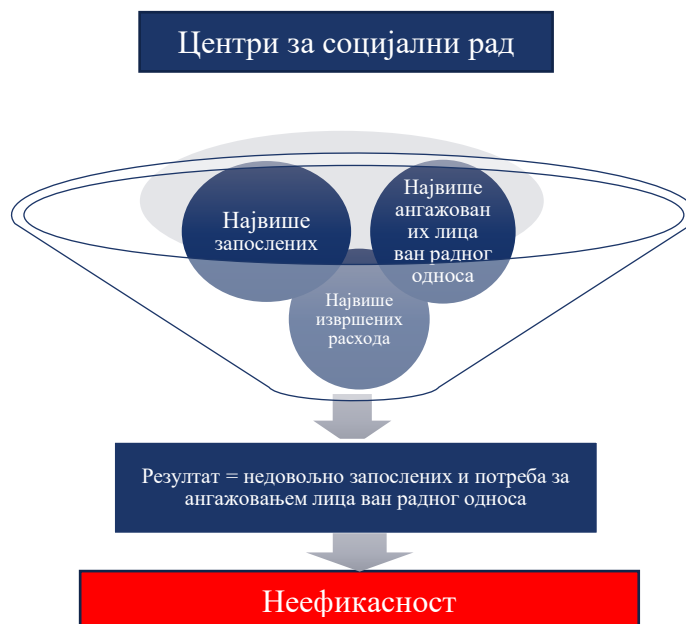 Центри за социјални рад
Највише
запослених
Највише
ангажован
их лица
ван радног
односа
Највише
извршених
расхода
Резултат = недовољно запослених и потреба за
ангажовањем лица ван радног односа
Неефикасност